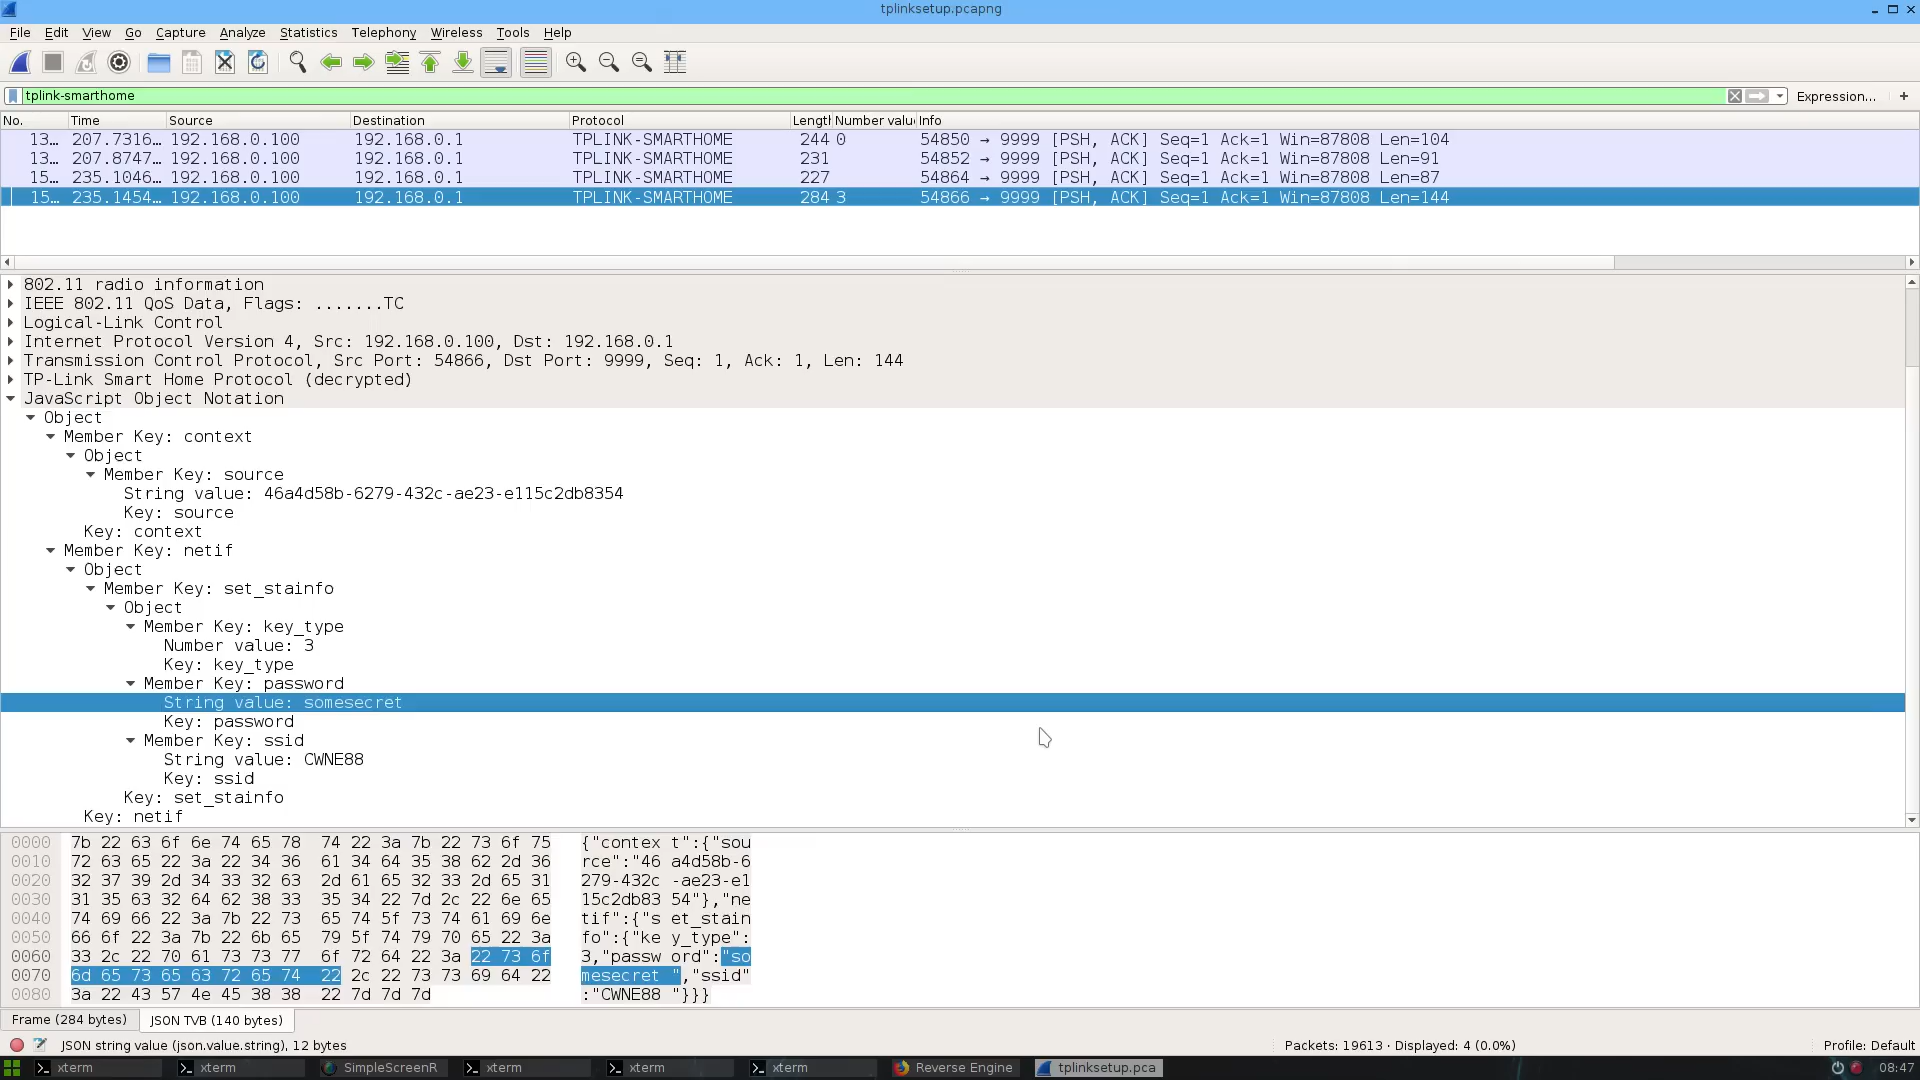 tplinksetup.pcapng
File Edit View Go Capture Analyze Statistics Telephony Wireless Tools Help
tplink-smarthome Expression... +
No. Time Source Destination Protocol Length Number value Info
13… 207.7316… 192.168.0.100 192.168.0.1 TPLINK-SMARTHOME 244 0 54850 → 9999 [PSH, ACK] Seq=1 Ack=1 Win=87808 Len=104
13… 207.8747… 192.168.0.100 192.168.0.1 TPLINK-SMARTHOME 231 54852 → 9999 [PSH, ACK] Seq=1 Ack=1 Win=87808 Len=91
15… 235.1046… 192.168.0.100 192.168.0.1 TPLINK-SMARTHOME 227 54864 → 9999 [PSH, ACK] Seq=1 Ack=1 Win=87808 Len=87
15… 235.1454… 192.168.0.100 192.168.0.1 TPLINK-SMARTHOME 284 3 54866 → 9999 [PSH, ACK] Seq=1 Ack=1 Win=87808 Len=144
802.11 radio information
IEEE 802.11 QoS Data, Flags: .......TC
Logical-Link Control
Internet Protocol Version 4, Src: 192.168.0.100, Dst: 192.168.0.1
Transmission Control Protocol, Src Port: 54866, Dst Port: 9999, Seq: 1, Ack: 1, Len: 144
TP-Link Smart Home Protocol (decrypted)
JavaScript Object Notation
Object
Member Key: context
Object
Member Key: source
String value: 46a4d58b-6279-432c-ae23-e115c2db8354
Key: source
Key: context
Member Key: netif
Object
Member Key: set_stainfo
Object
Member Key: key_type
Number value: 3
Key: key_type
Member Key: password
String value: somesecret
Key: password
Member Key: ssid
String value: CWNE88
Key: ssid
Key: set_stainfo
Key: netif
0000 7b 22 63 6f 6e 74 65 78 74 22 3a 7b 22 73 6f 75 {"contex t":{"sou
0010 72 63 65 22 3a 22 34 36 61 34 64 35 38 62 2d 36 rce":"46 a4d58b-6
0020 32 37 39 2d 34 33 32 63 2d 61 65 32 33 2d 65 31 279-432c -ae23-e1
0030 31 35 63 32 64 62 38 33 35 34 22 7d 2c 22 6e 65 15c2db83 54"},"ne
0040 74 69 66 22 3a 7b 22 73 65 74 5f 73 74 61 69 6e tif":{"s et_stain
0050 66 6f 22 3a 7b 22 6b 65 79 5f 74 79 70 65 22 3a fo":{"ke y_type":
0060 33 2c 22 70 61 73 73 77 6f 72 64 22 3a 22 73 6f 3,"passw ord":"so
0070 6d 65 73 65 63 72 65 74 22 2c 22 73 73 69 64 22 mesecret ","ssid"
0080 3a 22 43 57 4e 45 38 38 22 7d 7d 7d :"CWNE88 "}}}
Frame (284 bytes) JSON TVB (140 bytes)
JSON string value (json.value.string), 12 bytes Packets: 19613 · Displayed: 4 (0.0%) Profile: Default
xterm xterm SimpleScreenR xterm xterm xterm Reverse Engine tplinksetup.pca 08:47